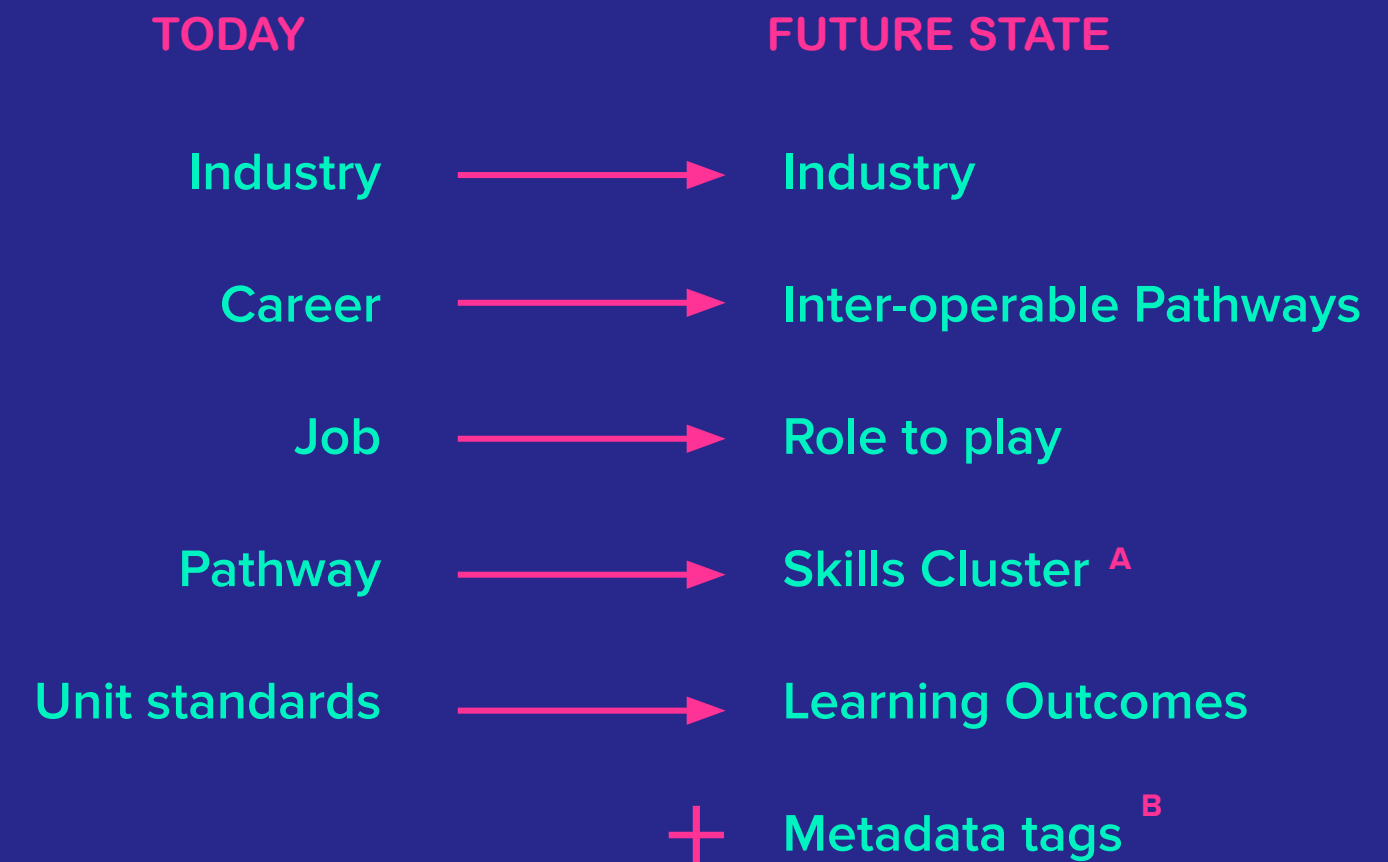 TODAY FUTURE STATE
Industry Industry
Career Inter-operable Pathways
Job Role to play
Pathway Skills Cluster A
Unit standards Learning Outcomes
+ Metadata tags B